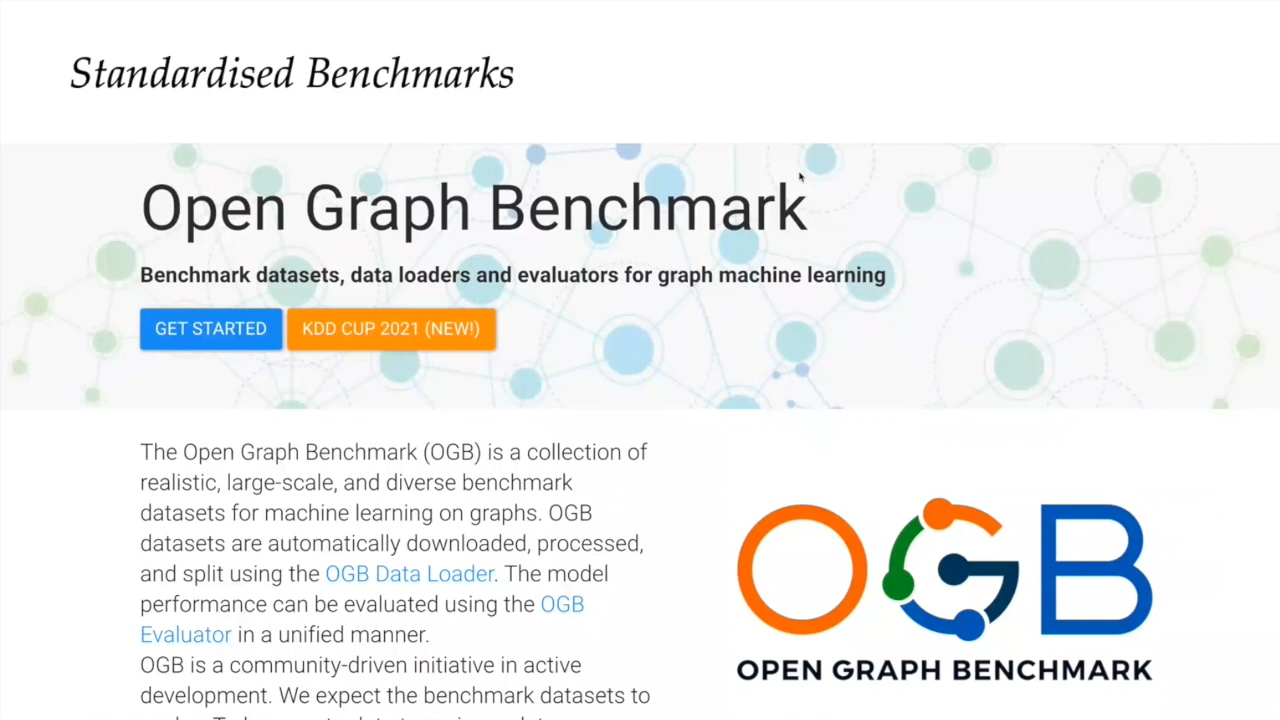 Standardised Benchmarks
Open Graph Benchmark
Benchmark datasets, data loaders and evaluators for graph machine learning
GET STARTED
KDD CUP 2021 (NEW!)
The Open Graph Benchmark (OGB) is a collection of
realistic, large-scale, and diverse benchmark
datasets for machine learning on graphs. OGB
datasets are automatically downloaded, processed,
and split using the OGB Data Loader. The model
performance can be evaluated using the OGB
Evaluator in a unified manner.
OGB is a community-driven initiative in active
development. We expect the benchmark datasets to
OGB
OPEN GRAPH BENCHMARK